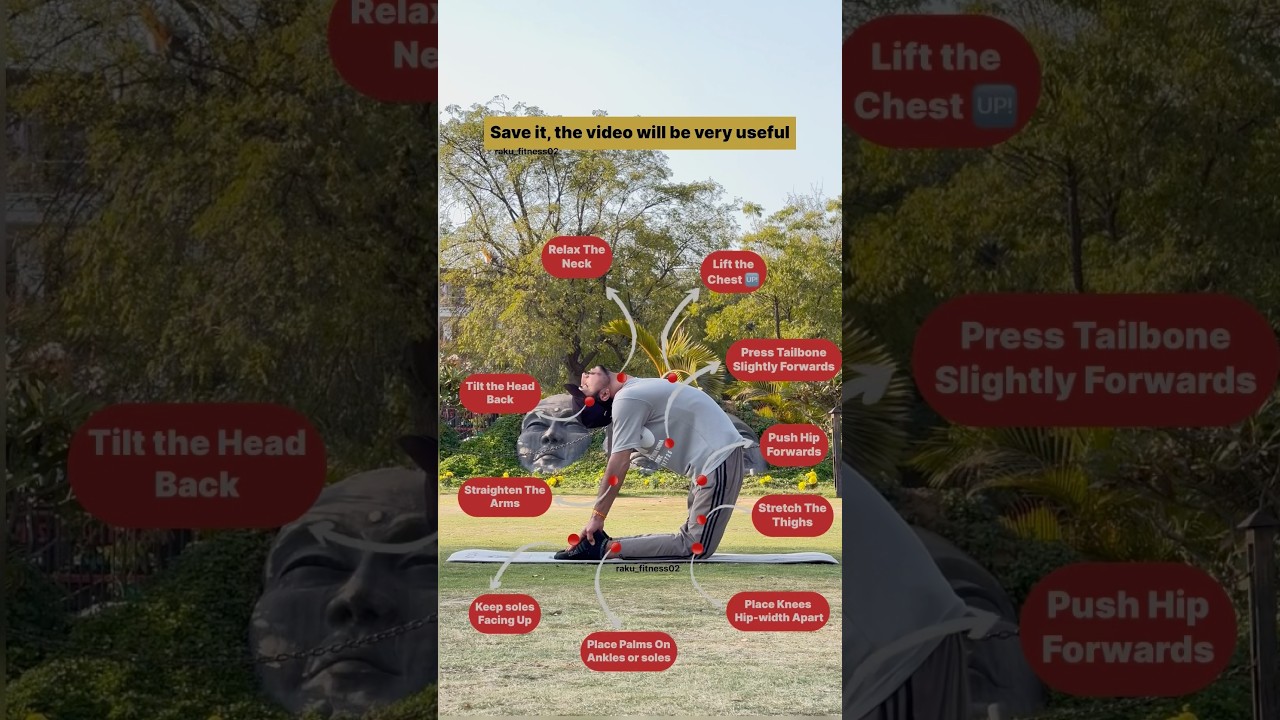 Save it, the video will be very useful
raku_fitness02
Relax The
Neck
Lift the
Chest UP!
Press Tailbone
Slightly Forwards
Tilt the Head
Back
Push Hip
Forwards
Straighten The
Arms
Stretch The
Thighs
raku_fitness02
Keep soles
Facing Up
Place Knees
Hip-width Apart
Place Palms On
Ankles or soles
Relax
Ne
Tilt the Head
Back
Lift the
Chest UP!
Press Tailbone
Slightly Forwards
Push Hip
Forwards